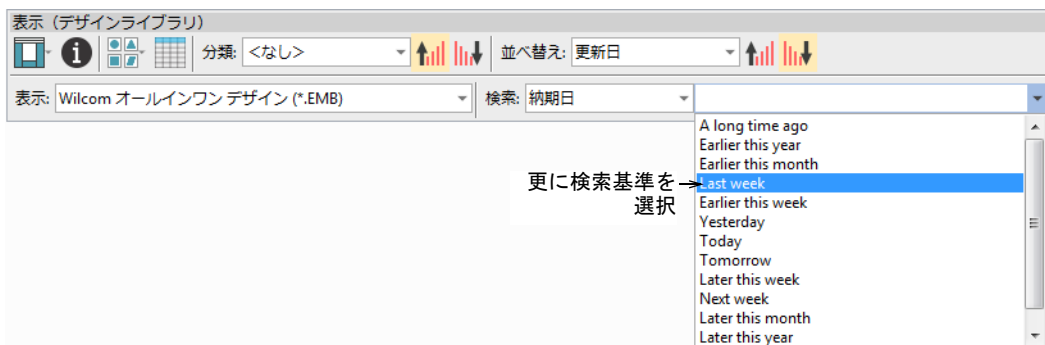 表示（デザインライブラリ）
分類: <なし> 並べ替え: 更新日
表示: Wilcom オールインワン デザイン (*.EMB) 検索: 納期日
A long time ago
Earlier this year
Earlier this month
更に検索基準を
選択
Last week
Earlier this week
Yesterday
Today
Tomorrow
Later this week
Next week
Later this month
Later this year